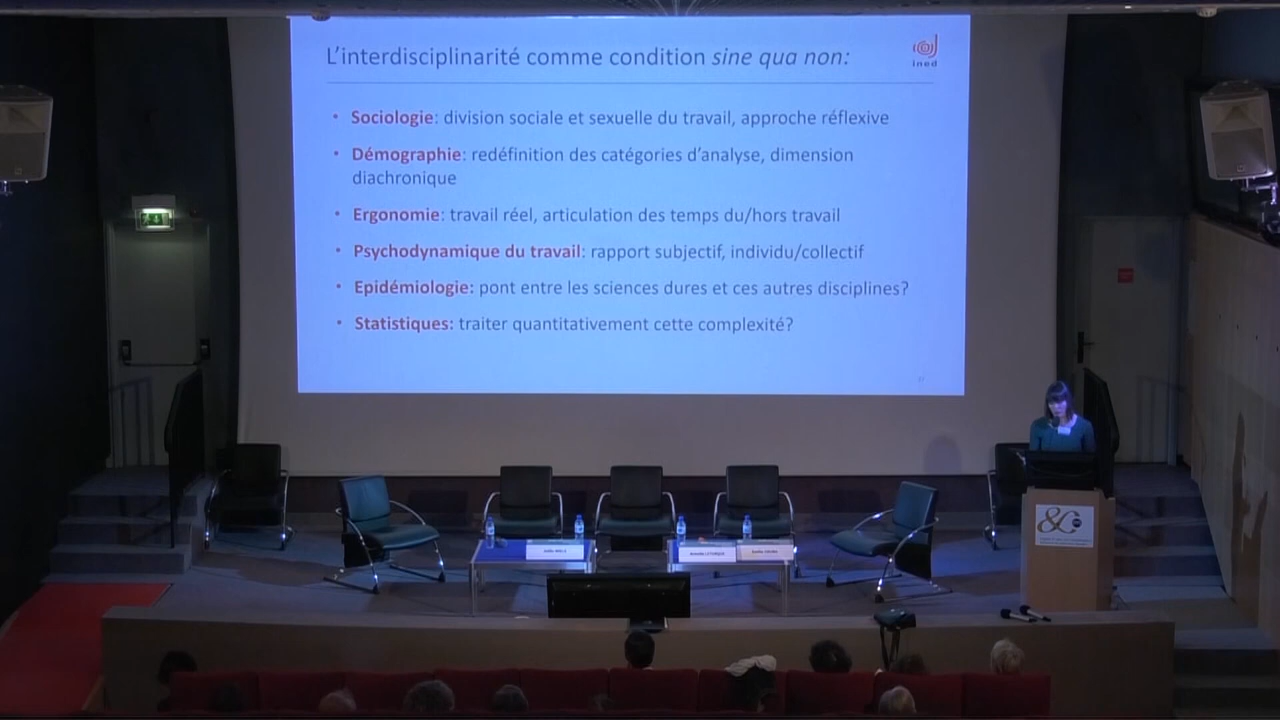 L'interdisciplinarité comme condition sine qua non:
ined
• Sociologie: division sociale et sexuelle du travail, approche réflexive
• Démographie: redéfinition des catégories d'analyse, dimension
diachronique
• Ergonomie: travail réel, articulation des temps du/hors travail
• Psychodynamique du travail: rapport subjectif, individu/collectif
• Epidémiologie: pont entre les sciences dures et ces autres disciplines?
• Statistiques: traiter quantitativement cette complexité?
&C